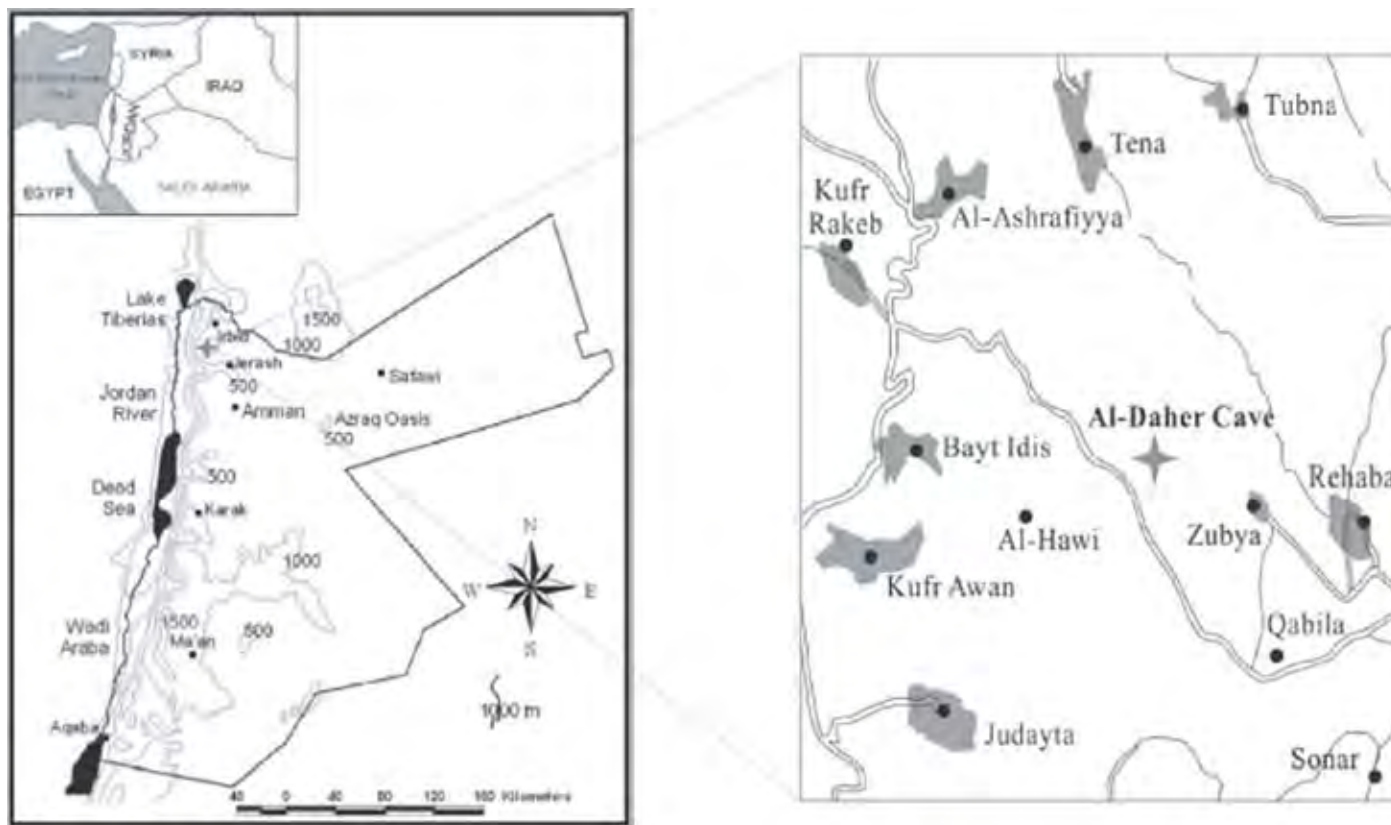 SYRIA
IRAQ
JORDAN
EGYPT
SAUDI ARABIA
Lake
Tiberias
1500
Irbid
1000
Jerash
500
Safawi
Jordan
River
Amman
Azraq Oasis
500
500
Dead
Sea
Karak
N
1000
W
E
1500
500
Wadi
Araba
Ma'an
S
1000 m
Aqaba
40 0 40 80 120 160 Kilometers
Tubna
Tena
Kufr
Rakeb
Al-Ashrafiyya
Al-Daher Cave
Bayt Idis
Rehaba
Al-Hawi
Zubya
Kufr Awan
Qabila
Judayta
Sonar